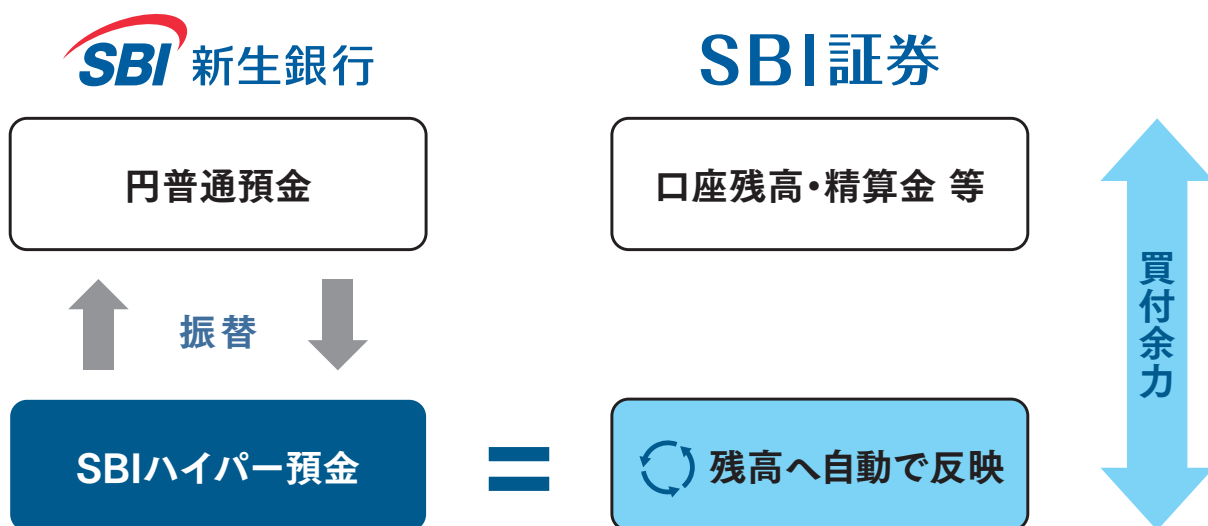 SBI 新生銀行
SBI証券
円普通預金
口座残高・精算金 等
振替
買付余力
SBIハイパー預金
=
残高へ自動で反映